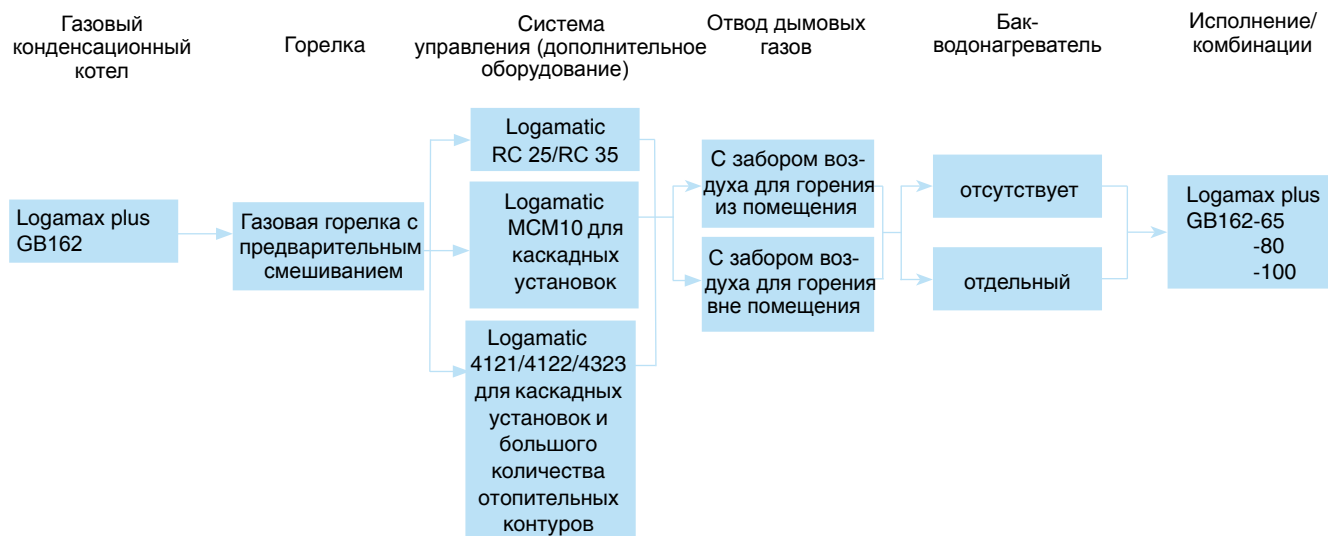 Газовый
конденсационный
котел
Горелка
Система
управления (дополнительное
оборудование)
Отвод дымовых
газов
Бак-
водонагреватель
Исполнение/
комбинации
Logamax plus
GB162
Газовая горелка с
предварительным
смешиванием
Logamatic
RC 25/RC 35
Logamatic
MCM10 для
каскадных
установок
Logamatic
4121/4122/4323
для каскадных
установок и
большого
количества
отопительных
контуров
С забором воз-
духа для горения
из помещения
С забором воз-
духа для горения
вне помещения
отсутствует
отдельный
Logamax plus
GB162-65
-80
-100